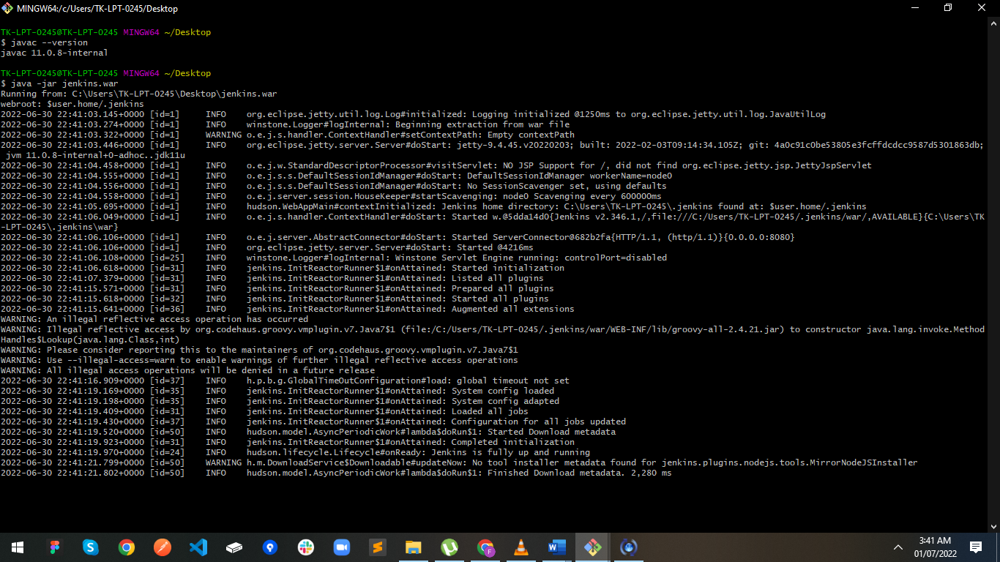 MINGW64:/c/Users/TK-LPT-0245/Desktop
TK-LPT-0245@TK-LPT-0245 MINGW64 ~/Desktop
$ javac --version
javac 11.0.8-internal
TK-LPT-0245@TK-LPT-0245 MINGW64 ~/Desktop
$ java -jar jenkins.war
Running from: C:\Users\TK-LPT-0245\Desktop\jenkins.war
webroot: $user.home/.jenkins
2022-06-30 22:41:03.145+0000 [id=1] INFO org.eclipse.jetty.util.log.Log#initialized: Logging initialized @1250ms to org.eclipse.jetty.util.log.JavaUtilLog
2022-06-30 22:41:03.274+0000 [id=1] INFO winstone.Logger#logInternal: Beginning extraction from war file
2022-06-30 22:41:03.322+0000 [id=1] WARNING o.e.j.s.handler.ContextHandler#setContextPath: Empty contextPath
2022-06-30 22:41:03.446+0000 [id=1] INFO org.eclipse.jetty.server.Server#doStart: jetty-9.4.45.v20220203; built: 2022-02-03T09:14:34.105Z; git: 4a0c91c0be53805e3fcffdcdcc9587d5301863db;
jvm 11.0.8-internal+0-adhoc..jdk11u
2022-06-30 22:41:04.458+0000 [id=1] INFO o.e.j.w.StandardDescriptorProcessor#visitServlet: NO JSP Support for /, did not find org.eclipse.jetty.jsp.JettyJspServlet
2022-06-30 22:41:04.555+0000 [id=1] INFO o.e.j.s.s.DefaultSessionIdManager#doStart: DefaultSessionIdManager workerName=node0
2022-06-30 22:41:04.556+0000 [id=1] INFO o.e.j.s.s.DefaultSessionIdManager#doStart: No SessionScavenger set, using defaults
2022-06-30 22:41:04.558+0000 [id=1] INFO o.e.j.server.session.HouseKeeper#startScavenging: node0 Scavenging every 600000ms
2022-06-30 22:41:05.695+0000 [id=1] INFO hudson.WebAppMain#contextInitialized: Jenkins home directory: C:\Users\TK-LPT-0245\.jenkins found at: $user.home/.jenkins
2022-06-30 22:41:06.049+0000 [id=1] INFO o.e.j.s.handler.ContextHandler#doStart: Started w.@5dda14d0{Jenkins v2.346.1,/,file:///C:/Users/TK-LPT-0245/.jenkins/war/,AVAILABLE}{C:\Users\TK
-LPT-0245\.jenkins\war}
2022-06-30 22:41:06.106+0000 [id=1] INFO o.e.j.server.AbstractConnector#doStart: Started ServerConnector@682b2fa{HTTP/1.1, (http/1.1)}{0.0.0.0:8080}
2022-06-30 22:41:06.106+0000 [id=1] INFO org.eclipse.jetty.server.Server#doStart: Started @4216ms
2022-06-30 22:41:06.108+0000 [id=25] INFO winstone.Logger#logInternal: Winstone Servlet Engine running: controlPort=disabled
2022-06-30 22:41:06.618+0000 [id=31] INFO jenkins.InitReactorRunner$1#onAttained: Started initialization
2022-06-30 22:41:07.379+0000 [id=31] INFO jenkins.InitReactorRunner$1#onAttained: Listed all plugins
2022-06-30 22:41:15.571+0000 [id=31] INFO jenkins.InitReactorRunner$1#onAttained: Prepared all plugins
2022-06-30 22:41:15.618+0000 [id=32] INFO jenkins.InitReactorRunner$1#onAttained: Started all plugins
2022-06-30 22:41:15.641+0000 [id=36] INFO jenkins.InitReactorRunner$1#onAttained: Augmented all extensions
WARNING: An illegal reflective access operation has occurred
WARNING: Illegal reflective access by org.codehaus.groovy.vmplugin.v7.Java7$1 (file:/C:/Users/TK-LPT-0245/.jenkins/war/WEB-INF/lib/groovy-all-2.4.21.jar) to constructor java.lang.invoke.Method
Handles$Lookup(java.lang.Class,int)
WARNING: Please consider reporting this to the maintainers of org.codehaus.groovy.vmplugin.v7.Java7$1
WARNING: Use --illegal-access=warn to enable warnings of further illegal reflective access operations
WARNING: All illegal access operations will be denied in a future release
2022-06-30 22:41:16.909+0000 [id=37] INFO h.p.b.g.GlobalTimeOutConfiguration#load: global timeout not set
2022-06-30 22:41:19.169+0000 [id=35] INFO jenkins.InitReactorRunner$1#onAttained: System config loaded
2022-06-30 22:41:19.198+0000 [id=35] INFO jenkins.InitReactorRunner$1#onAttained: System config adapted
2022-06-30 22:41:19.409+0000 [id=31] INFO jenkins.InitReactorRunner$1#onAttained: Loaded all jobs
2022-06-30 22:41:19.430+0000 [id=37] INFO jenkins.InitReactorRunner$1#onAttained: Configuration for all jobs updated
2022-06-30 22:41:19.520+0000 [id=50] INFO hudson.model.AsyncPeriodicWork#lambda$doRun$1: Started Download metadata
2022-06-30 22:41:19.923+0000 [id=31] INFO jenkins.InitReactorRunner$1#onAttained: Completed initialization
2022-06-30 22:41:19.970+0000 [id=24] INFO hudson.lifecycle.Lifecycle#onReady: Jenkins is fully up and running
2022-06-30 22:41:21.799+0000 [id=50] WARNING h.m.DownloadService$Downloadable#updateNow: No tool installer metadata found for jenkins.plugins.nodejs.tools.MirrorNodeJSInstaller
2022-06-30 22:41:21.802+0000 [id=50] INFO hudson.model.AsyncPeriodicWork#lambda$doRun$1: Finished Download metadata. 2,280 ms
3:41 AM
01/07/2022